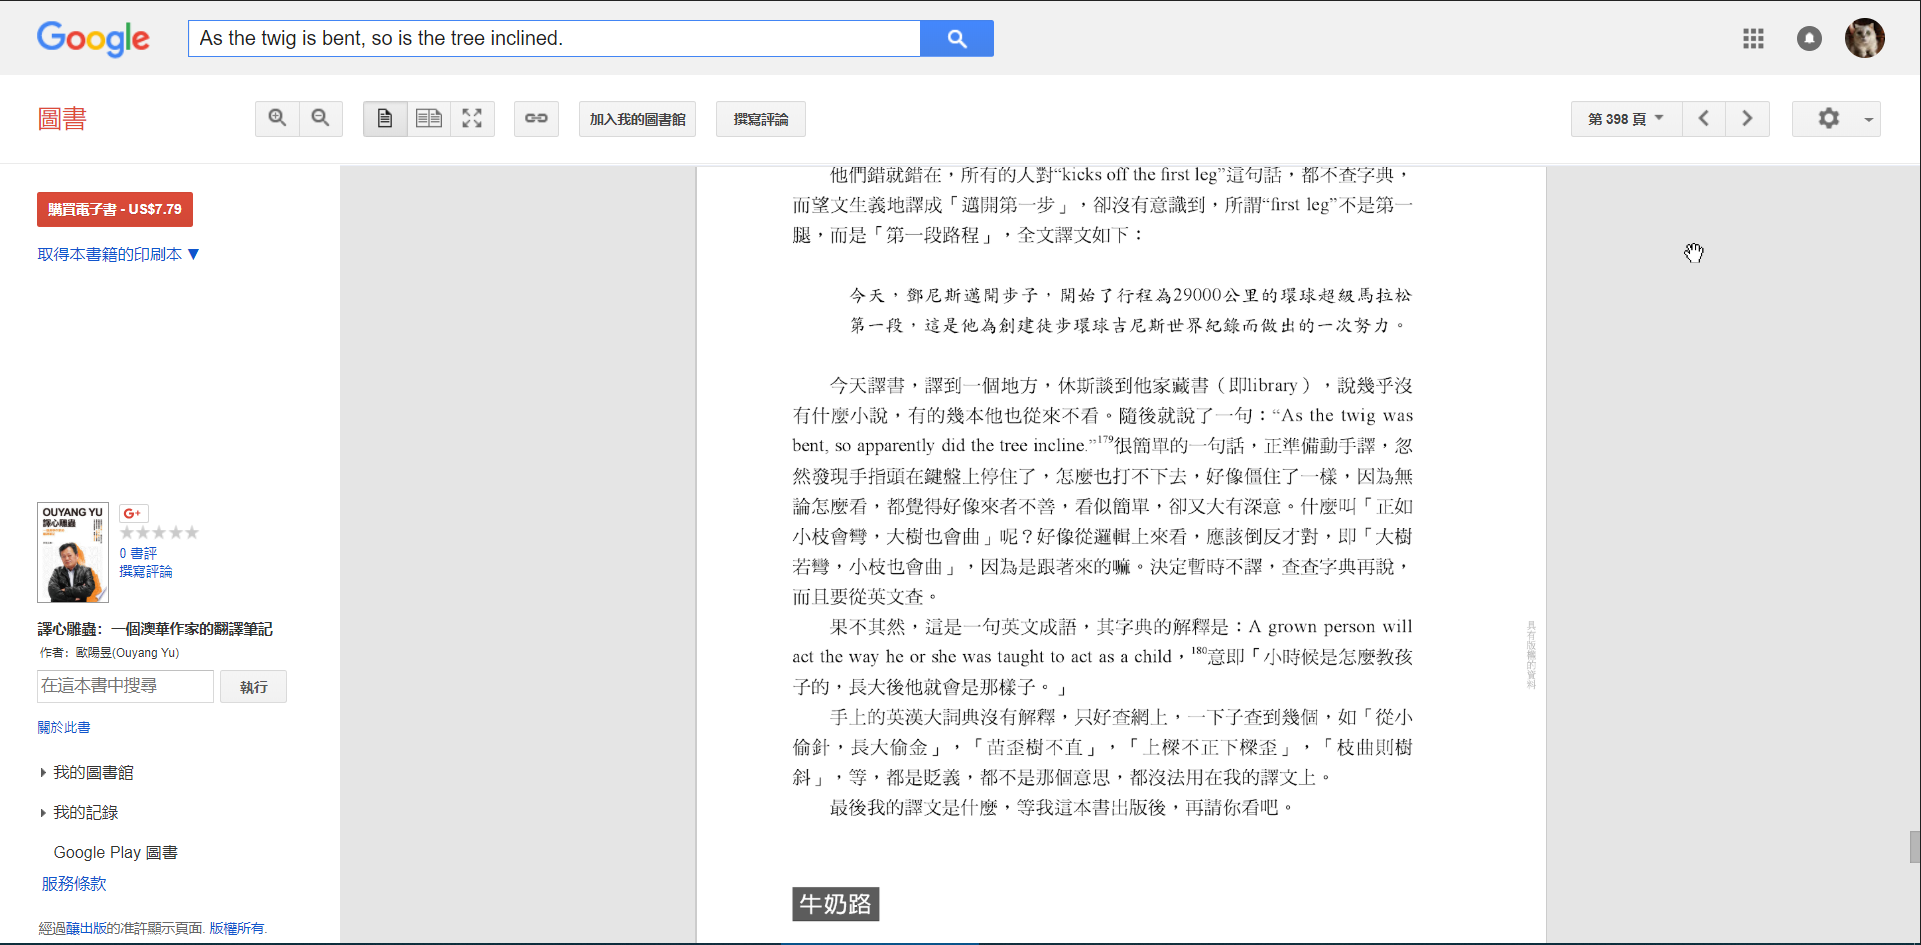 Google
As the twig is bent, so is the tree inclined.
圖書
加入我的圖書館
撰寫評論
第 398 頁
購買電子書 - US$7.79
取得本書籍的印刷本 ▼
OUYANG YU
譯心雕蟲
G+
0 書評
撰寫評論
譯心雕蟲：一個澳華作家的翻譯筆記
作者：歐陽昱(Ouyang Yu)
在這本書中搜尋
執行
關於此書
我的圖書館
我的記錄
Google Play 圖書
服務條款
經過釀出版的准許顯示頁面. 版權所有.
他們錯就錯在，所有的人對“kicks off the first leg”這句話，都不查字典，
而望文生義地譯成「邁開第一步」，卻沒有意識到，所謂“first leg”不是第一
腿，而是「第一段路程」，全文譯文如下：
今天，鄧尼斯邁開步子，開始了行程為29000公里的環球超級馬拉松
第一段，這是他為創建徒步環球吉尼斯世界紀錄而做出的一次努力。
今天譯書，譯到一個地方，休斯談到他家藏書（即library），說幾乎沒
有什麼小說，有的幾本他也從來不看。隨後就說了一句：“As the twig was
bent, so apparently did the tree incline.”179很簡單的一句話，正準備動手譯，忽
然發現手指頭在鍵盤上停住了，怎麼也打不下去，好像僵住了一樣，因為無
論怎麼看，都覺得好像來者不善，看似簡單，卻又大有深意。什麼叫「正如
小枝會彎，大樹也會曲」呢？好像從邏輯上來看，應該倒反才對，即「大樹
若彎，小枝也會曲」，因為是跟著來的嘛。決定暫時不譯，查查字典再說，
而且要從英文查。
果不其然，這是一句英文成語，其字典的解釋是：A grown person will
act the way he or she was taught to act as a child，180意即「小時候是怎麼教孩
子的，長大後他就會是那樣子。」
手上的英漢大詞典沒有解釋，只好查網上，一下子查到幾個，如「從小
偷針，長大偷金」，「苗歪樹不直」，「上樑不正下樑歪」，「枝曲則樹
斜」，等，都是貶義，都不是那個意思，都沒法用在我的譯文上。
最後我的譯文是什麼，等我這本書出版後，再請你看吧。
牛奶路
具有版權的資料